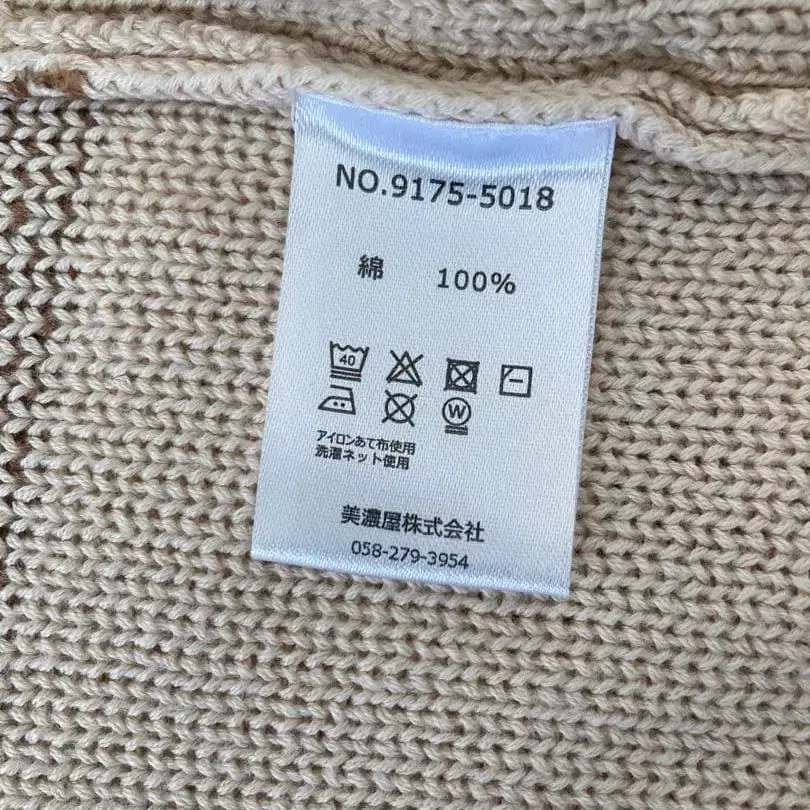 NO.9175-5018
綿 100%
40
W
アイロンあて布使用
洗濯ネット使用
美濃屋株式会社
058-279-3954